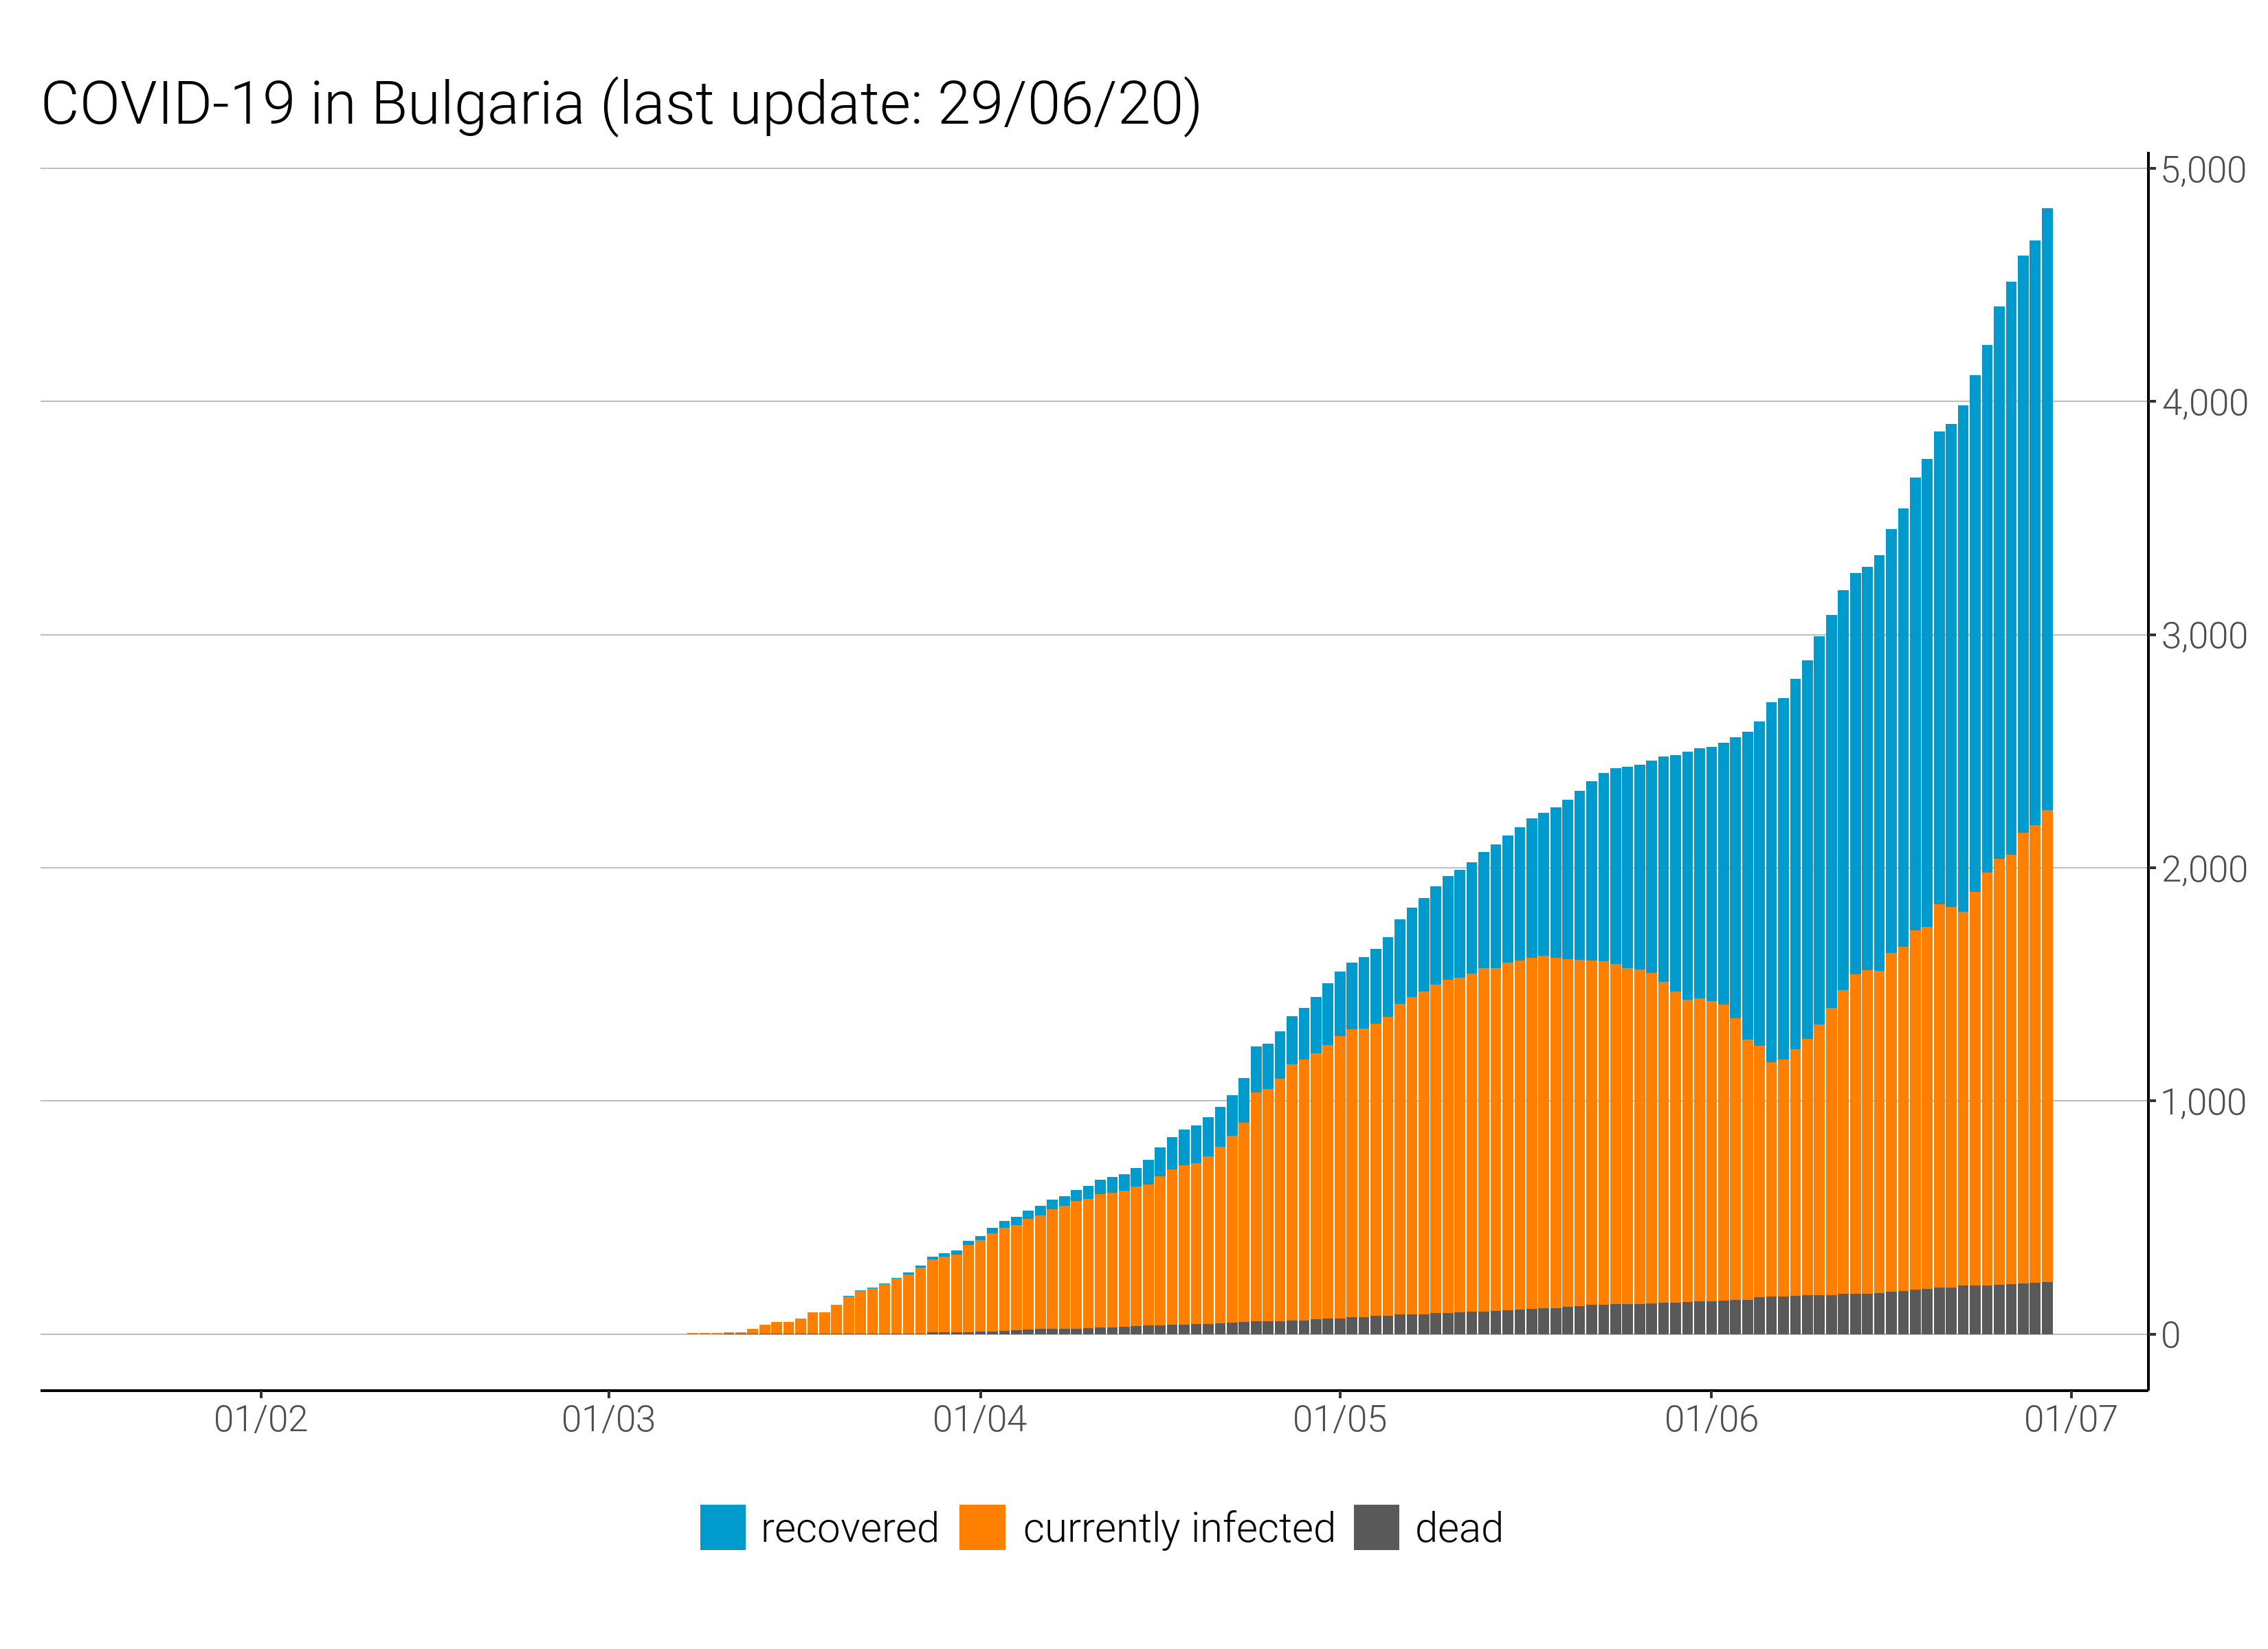 COVID-19 in Bulgaria (last update: 29/06/20)
5,000
4,000
3,000
2,000
1,000
0
01/02 01/03 01/04 01/05 01/06 01/07
recovered currently infected dead